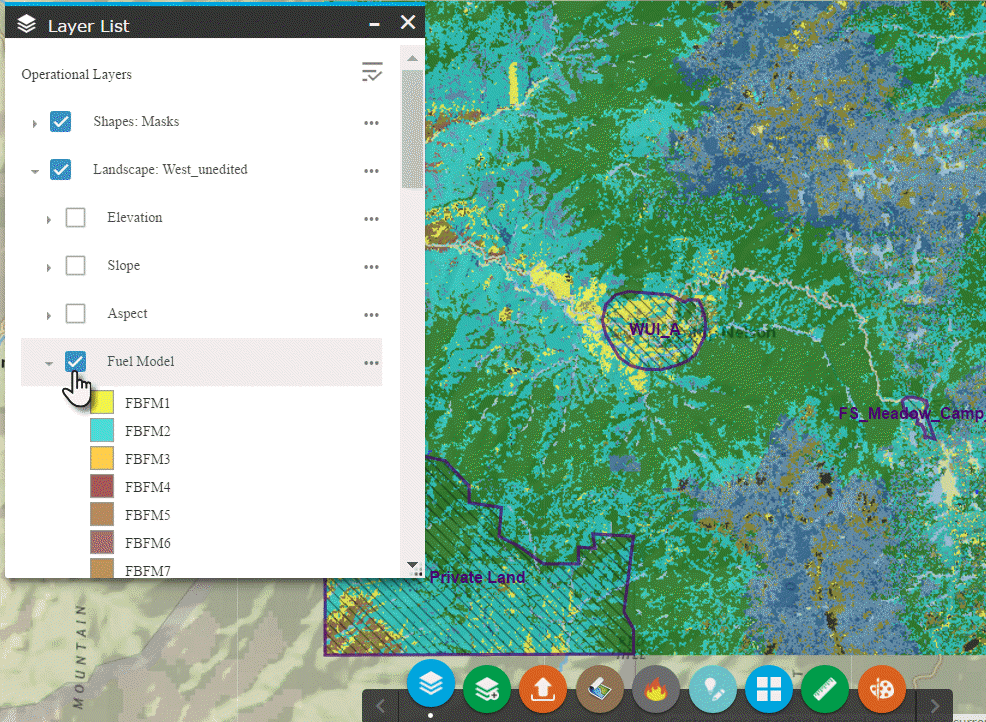 Layer List
Operational Layers
Shapes: Masks
Landscape: West_unedited
Elevation
Slope
Aspect
Fuel Model
FBFM1
FBFM2
FBFM3
FBFM4
FBFM5
FBFM6
FBFM7
WUI_A
FS_Meadow_Camp
Private Land
MOUNTAIN